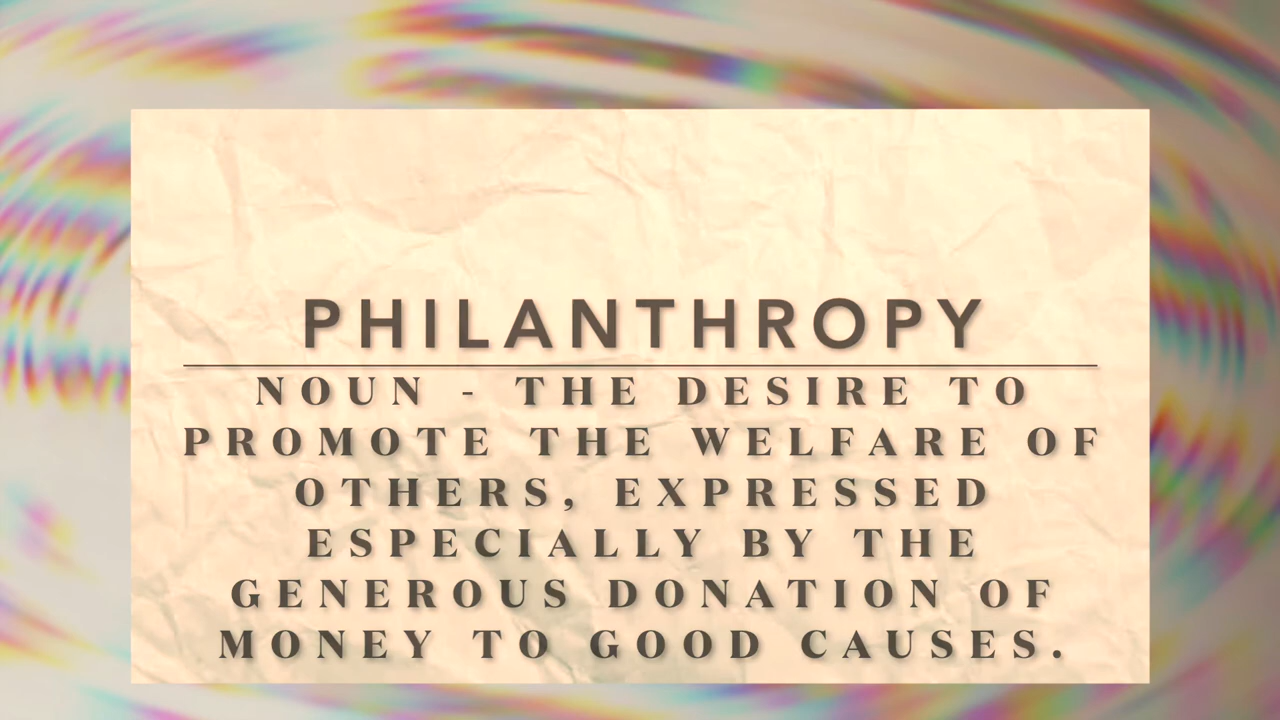 PHILANTHROPY
NOUN - THE DESIRE TO
PROMOTE THE WELFARE OF
OTHERS, EXPRESSED
ESPECIALLY BY THE
GENEROUS DONATION OF
MONEY TO GOOD CAUSES.